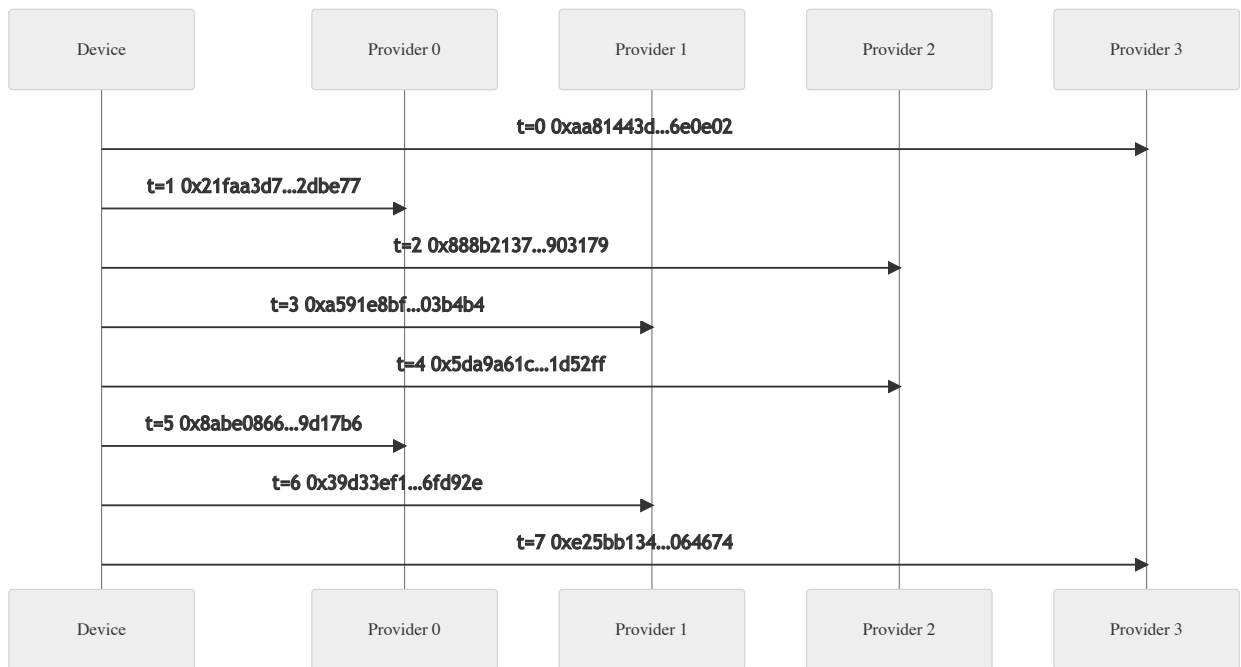 Device
Provider 0
Provider 1
Provider 2
Provider 3
t=0 0xaa81443d...6e0e02
t=1 0x21faa3d7...2dbe77
t=2 0x888b2137...903179
t=3 0xa591e8bf...03b4b4
t=4 0x5da9a61c...1d52ff
t=5 0x8abe0866...9d17b6
t=6 0x39d33ef1...6fd92e
t=7 0xe25bb134...064674
Device
Provider 0
Provider 1
Provider 2
Provider 3